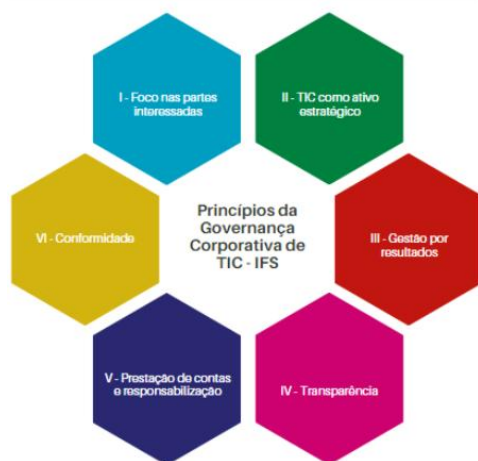 I - Foco nas partes
interessadas
II - TIC como ativo
estratégico
Princípios da
Governança
Corporativa de
TIC - IFS
VI - Conformidade
III - Gestão por
resultados
V - Prestação de contas
e responsabilização
IV - Transparência